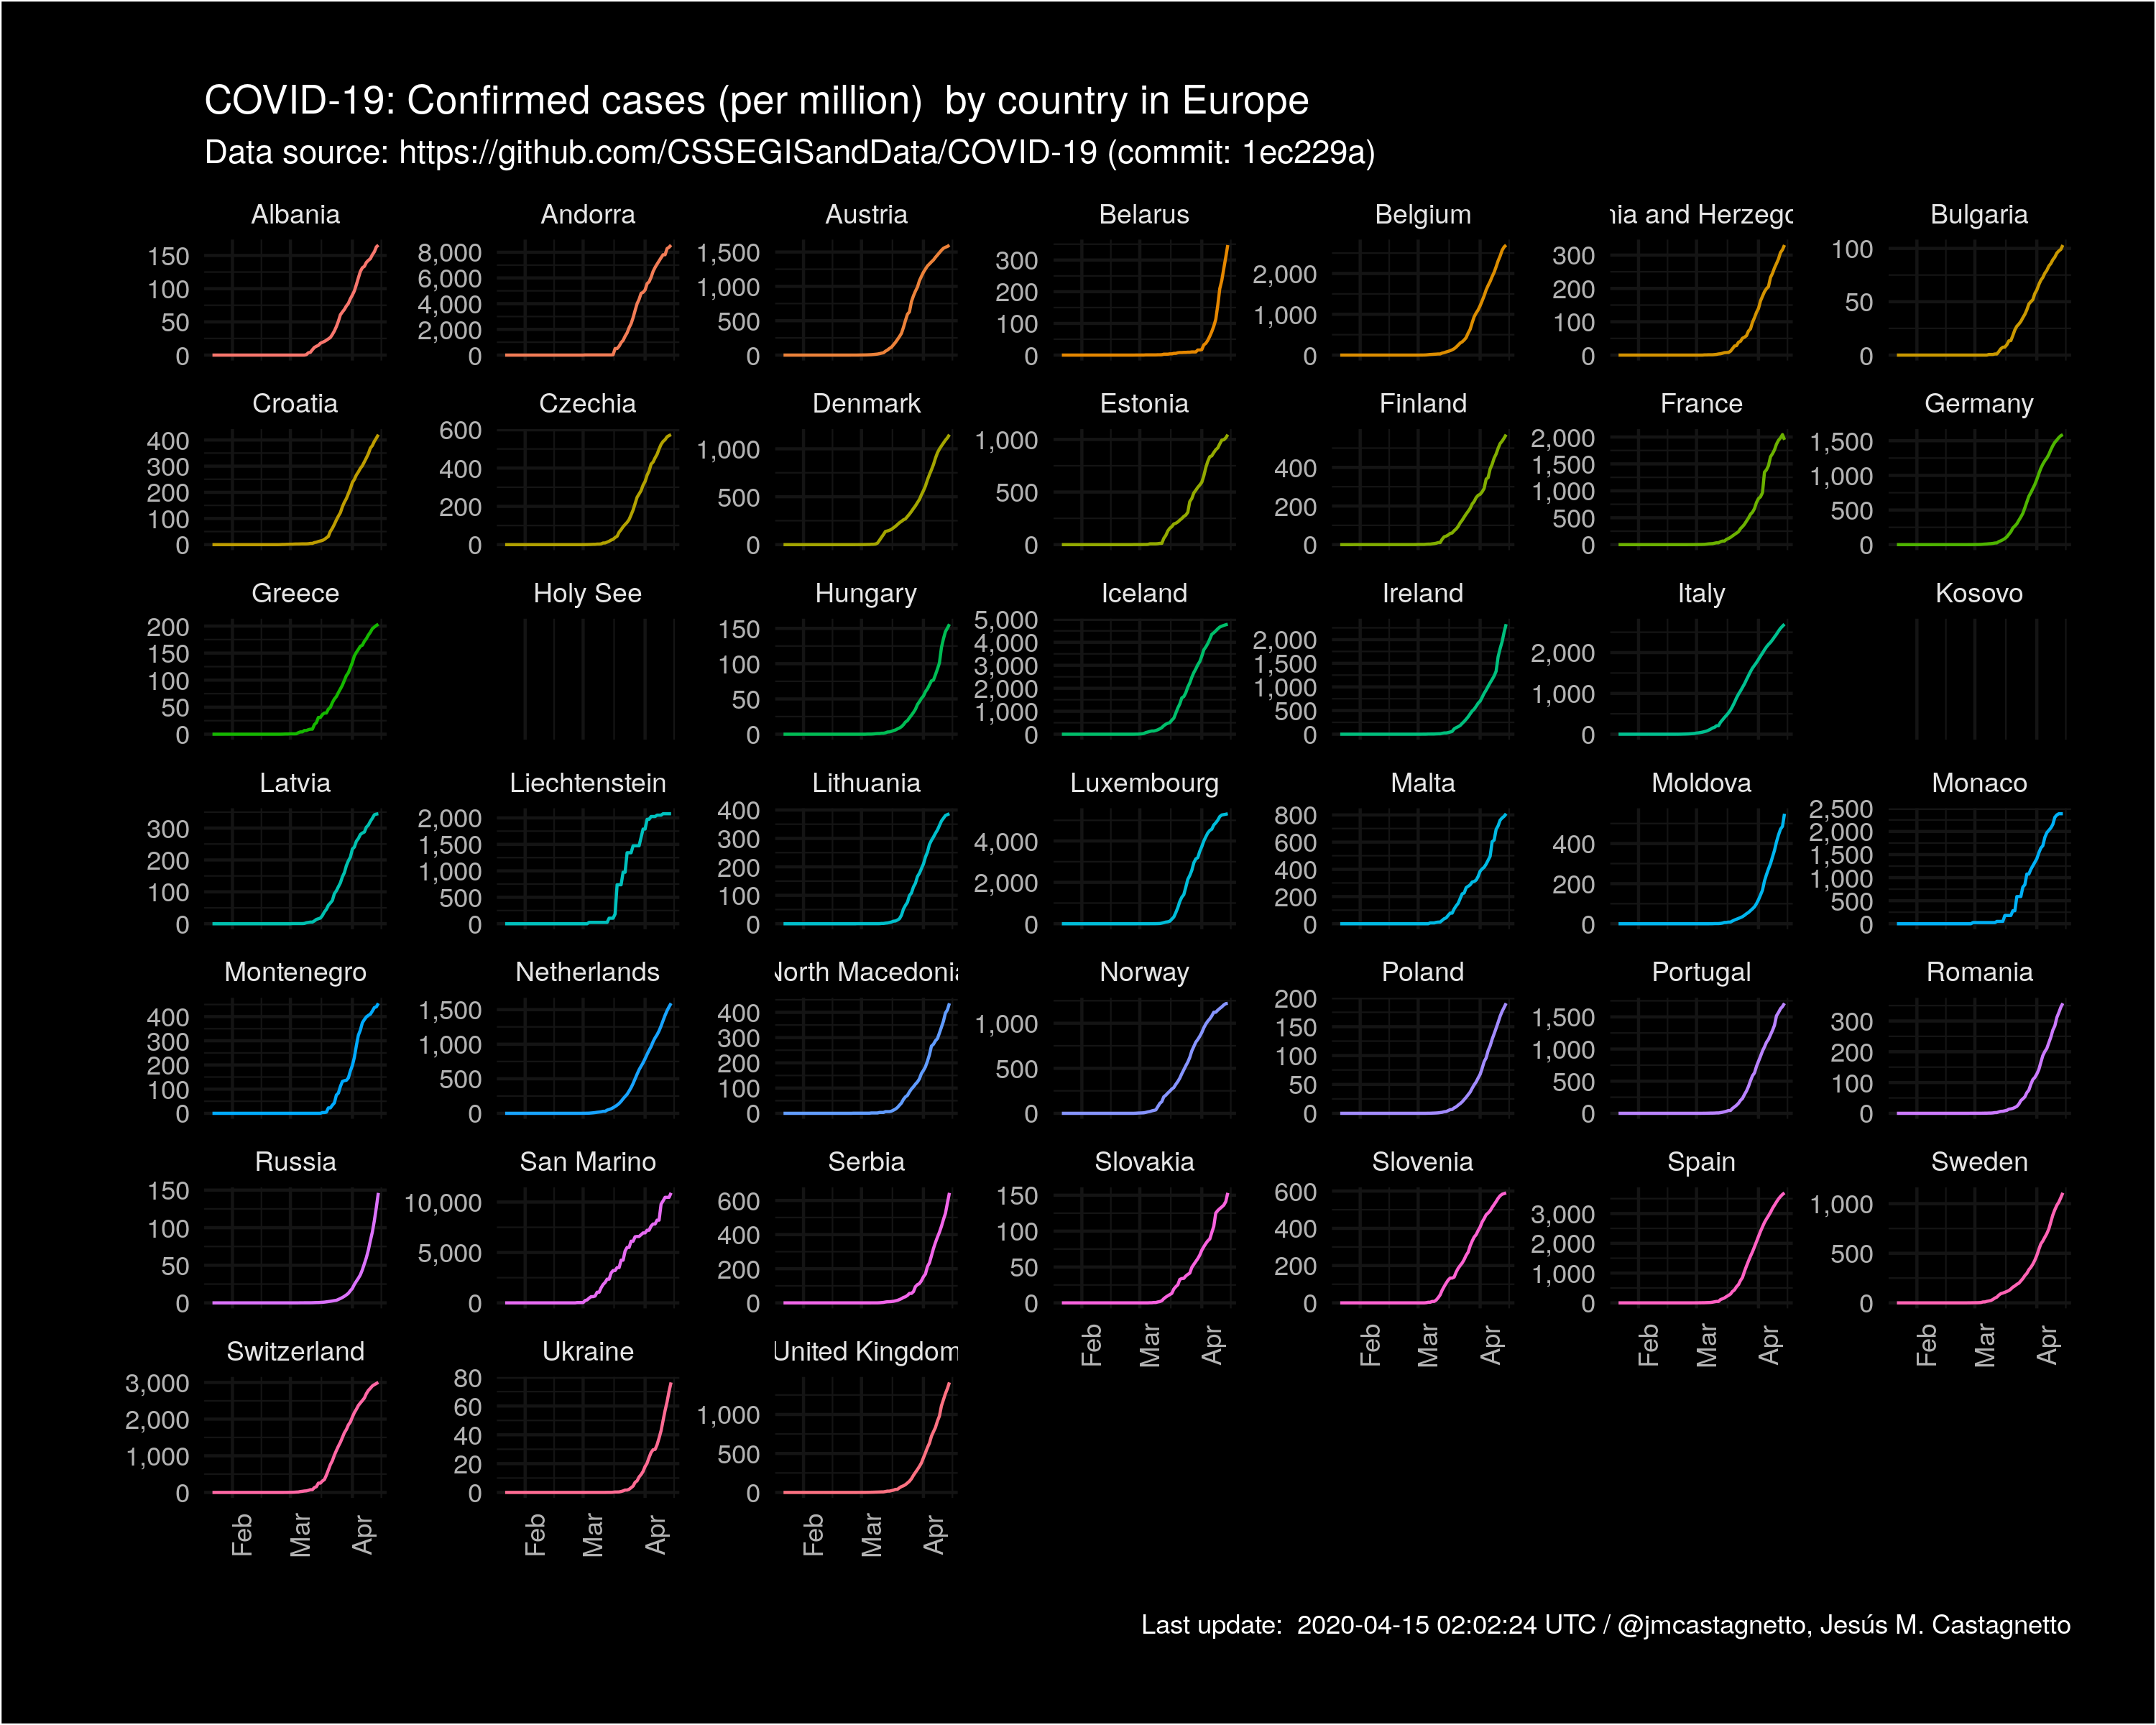 COVID-19: Confirmed cases (per million)  by country in Europe
Data source: https://github.com/CSSEGISandData/COVID-19 (commit: 1ec229a)
Albania Andorra Austria Belarus Belgium nia and Herzego Bulgaria
150 100 50 0
8,000 6,000 4,000 2,000 0
1,500 1,000 500 0
300 200 100 0
2,000 1,000 0
300 200 100 0
100 50 0
Croatia Czechia Denmark Estonia Finland France Germany
400 300 200 100 0
600 400 200 0
1,000 500 0
1,000 500 0
400 200 0
2,000 1,500 1,000 500 0
1,500 1,000 500 0
Greece Holy See Hungary Iceland Ireland Italy Kosovo
200 150 100 50 0
150 100 50 0
5,000 4,000 3,000 2,000 1,000 0
2,000 1,500 1,000 500 0
2,000 1,000 0
Latvia Liechtenstein Lithuania Luxembourg Malta Moldova Monaco
300 200 100 0
2,000 1,500 1,000 500 0
400 300 200 100 0
4,000 2,000 0
800 600 400 200 0
400 200 0
2,500 2,000 1,500 1,000 500 0
Montenegro Netherlands North Macedonia Norway Poland Portugal Romania
400 300 200 100 0
1,500 1,000 500 0
400 300 200 100 0
1,000 500 0
200 150 100 50 0
1,500 1,000 500 0
300 200 100 0
Russia San Marino Serbia Slovakia Slovenia Spain Sweden
150 100 50 0
10,000 5,000 0
600 400 200 0
150 100 50 0
600 400 200 0
3,000 2,000 1,000 0
1,000 500 0
Feb Mar Apr Feb Mar Apr Feb Mar Apr Feb Mar Apr
Switzerland Ukraine United Kingdom
3,000 2,000 1,000 0
80 60 40 20 0
1,000 500 0
Feb Mar Apr Feb Mar Apr Feb Mar Apr
Last update:  2020-04-15 02:02:24 UTC / @jmcastagnetto, Jesús M. Castagnetto